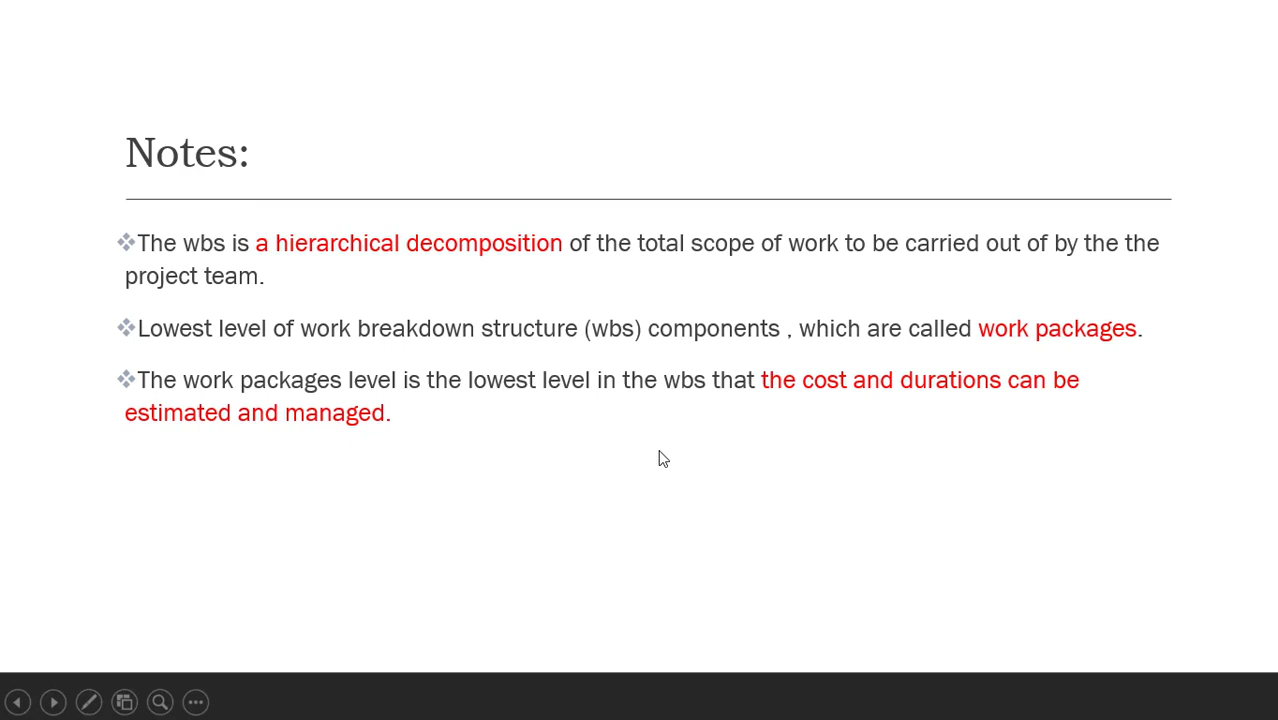 Notes:
❖The wbs is a hierarchical decomposition of the total scope of work to be carried out of by the the
project team.
❖Lowest level of work breakdown structure (wbs) components , which are called work packages.
❖The work packages level is the lowest level in the wbs that the cost and durations can be
estimated and managed.